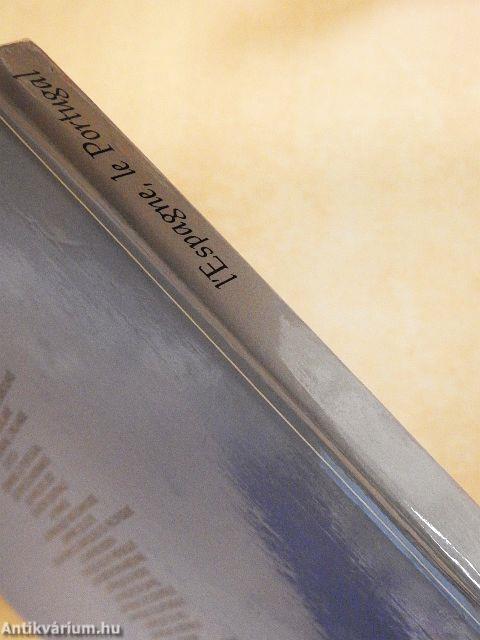 l'Espagne, le Portugal
Antikvárium.hu